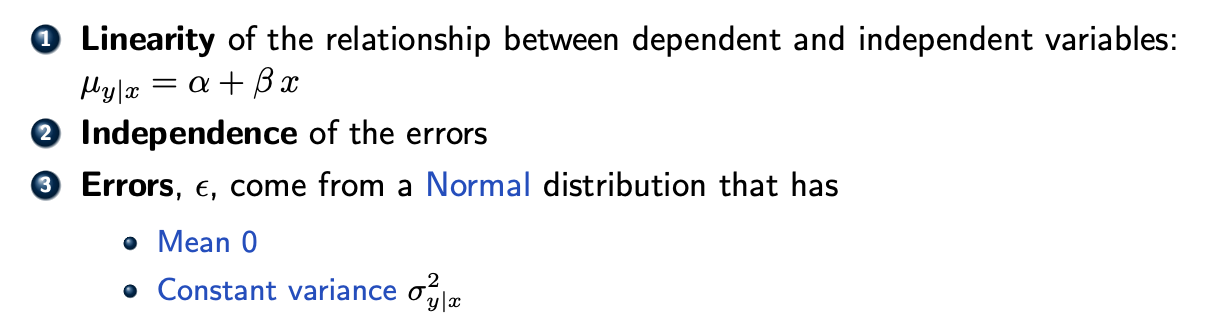 1 Linearity of the relationship between dependent and independent variables:
μ_{y|x} = α + β x
2 Independence of the errors
3 Errors, ϵ, come from a Normal distribution that has
• Mean 0
• Constant variance σ²_{y|x}